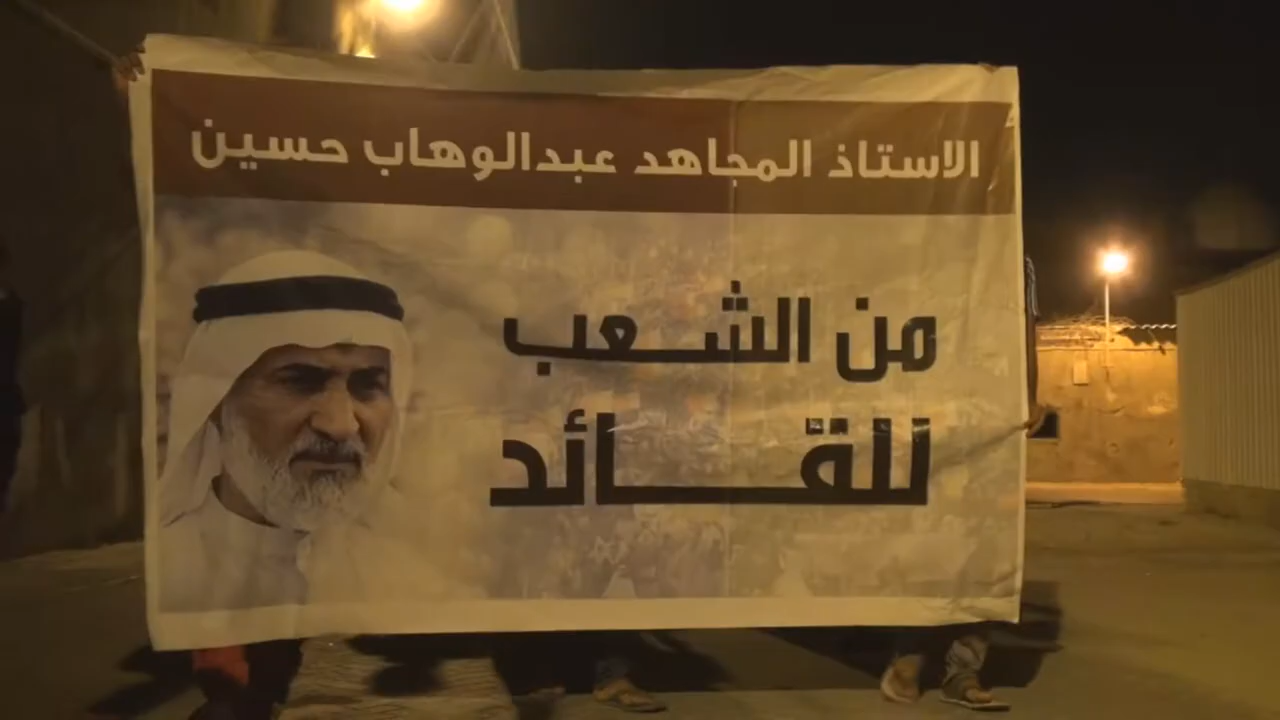 الاستاذ المجاهد عبدالوهاب حسين
من الشعب
للقائد